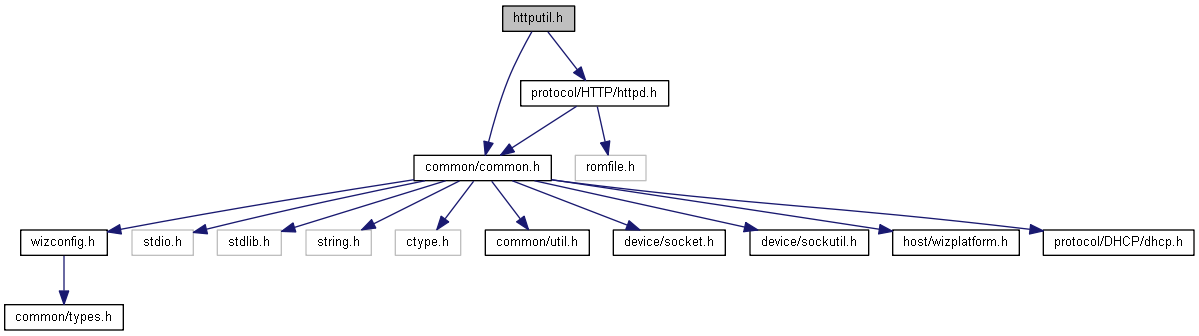 httputil.h
protocol/HTTP/httpd.h
common/common.h
romfile.h
wizconfig.h
stdio.h
stdlib.h
string.h
ctype.h
common/util.h
device/socket.h
device/sockutil.h
host/wizplatform.h
protocol/DHCP/dhcp.h
common/types.h